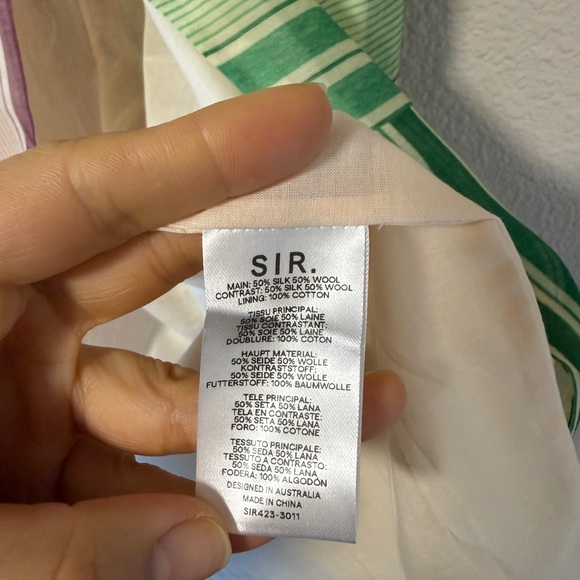 SIR.
MAIN: 50% SILK 50% WOOL
CONTRAST: 50% SILK 50% WOOL
LINING: 100% COTTON
TISSU PRINCIPAL:
50% SOIE 50% LAINE
TISSU CONTRASTANT:
50% SOIE 50% LAINE
DOUBLURE: 100% COTON
HAUPT MATERIAL:
50% SEIDE 50% WOLLE
KONTRASTSTOFF:
50% SEIDE 50% WOLLE
FUTTERSTOFF: 100% BAUMWOLLE
TELE PRINCIPAL:
50% SETA 50% LANA
TELA EN CONTRASTE:
50% SETA 50% LANA
FORO: 100% COTONE
TESSUTO PRINCIPALE:
50% SEDA 50% LANA
TESSUTO A CONTRASTO:
50% SEDA 50% LANA
FODERÁ: 100% ALGODÓN
DESIGNED IN AUSTRALIA
MADE IN CHINA
SIR423-3011